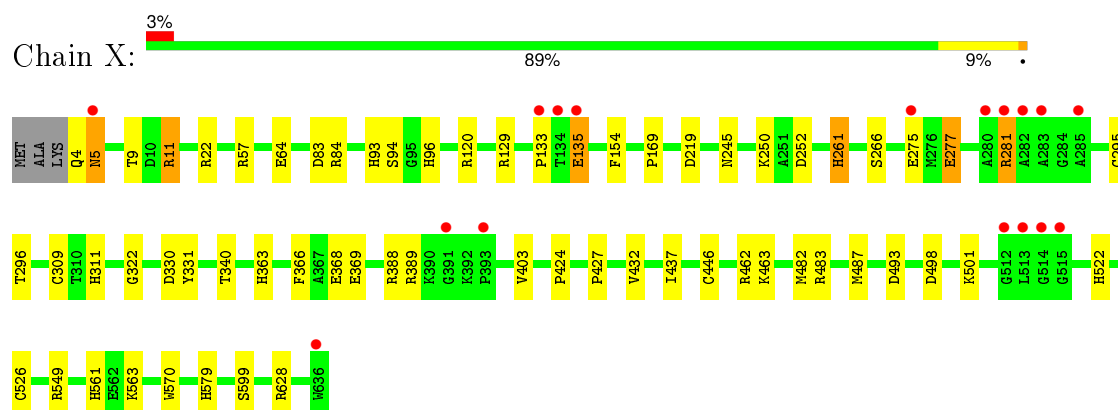 3%
Chain X:
89% 9% •
MET ALA LYS Q4 N5 T9 D10 R11 R22 R57 E64 D83 R84 H93 S94 G95 H96 R120 R129 P133 T134 E135 F154 P169 D219 N245 K250 A251 D252 H261 S266 E275 M276 E277 A280 R281 A282 A283 G284 A285
T296 C309 T310 H311 G322 D330 Y331 T340 H363 F366 A367 E368 E369 R388 R389 K390 G391 K392 P393 V403 P424 P427 V432 I437 C446 R462 K463 M482 R483 M487 D493 D498 K501 G512 L513 G514 G515 H522
C526 R549 H561 E562 K563 W570 H579 S599 R628 W636